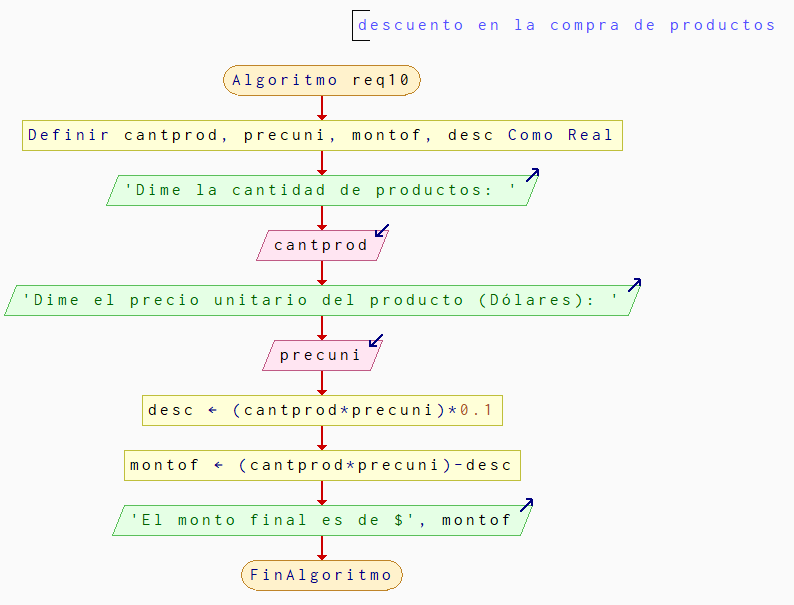 descuento en la compra de productos
Algoritmo req10
Definir cantprod, precuni, montof, desc Como Real
'Dime la cantidad de productos: '
cantprod
'Dime el precio unitario del producto (Dólares): '
precuni
desc ← (cantprod*precuni)*0.1
montof ← (cantprod*precuni)-desc
'El monto final es de $', montof
FinAlgoritmo